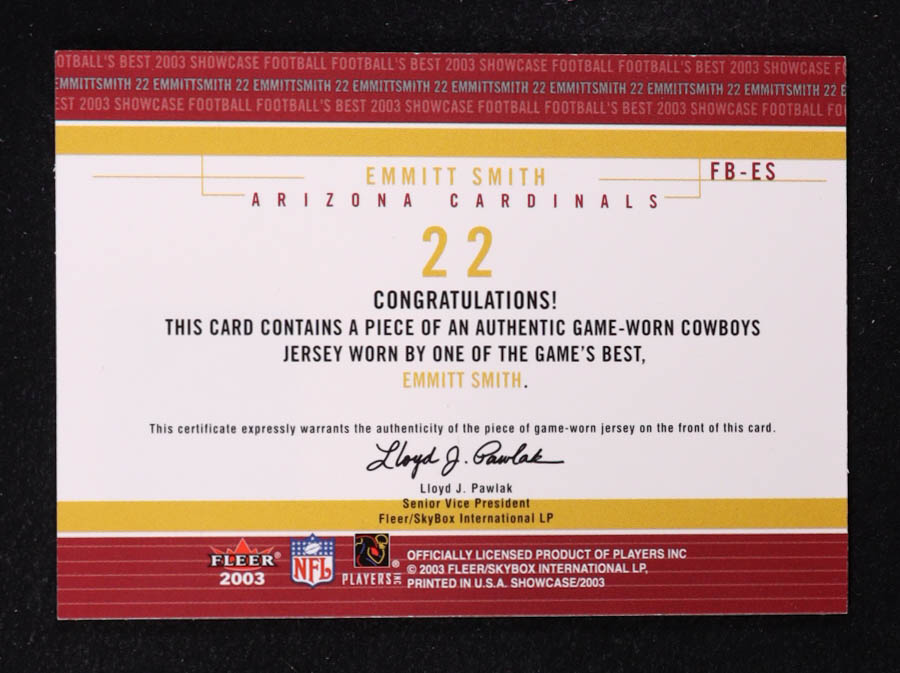 OTBALL'S BEST 2003 SHOWCASE FOOTBALL FOOTBALL'S BEST 2003 SHOWCASE FOOTBALL FOOTBALL'S BEST 2003 SHOWCASE F
EMMITTSMITH 22 EMMITTSMITH 22 EMMITTSMITH 22 EMMITTSMITH 22 EMMITTSMITH 22 EMMITTSMITH 22 EMMITTSMITH 22 EMMITTSMITH 22 E
EST 2003 SHOWCASE FOOTBALL FOOTBALL'S BEST 2003 SHOWCASE FOOTBALL FOOTBALL'S BEST 2003 SHOWCASE FOOTBALL FO
EMMITT SMITH FB-ES
ARIZONA CARDINALS
22
CONGRATULATIONS!
THIS CARD CONTAINS A PIECE OF AN AUTHENTIC GAME-WORN COWBOYS
JERSEY WORN BY ONE OF THE GAME'S BEST,
EMMITT SMITH.
This certificate expressly warrants the authenticity of the piece of game-worn jersey on the front of this card.
Lloyd J. Pawlak
Lloyd J. Pawlak
Senior Vice President
Fleer/SkyBox International LP
FLEER®
2003
NFL
PLAYERS INC ®
OFFICIALLY LICENSED PRODUCT OF PLAYERS INC
© 2003 FLEER/SKYBOX INTERNATIONAL LP,
PRINTED IN U.S.A. SHOWCASE/2003